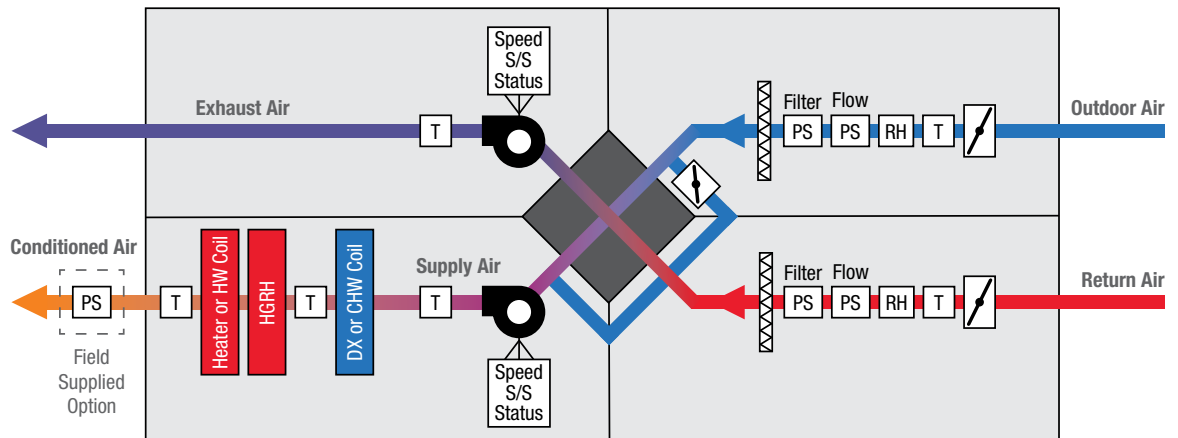 Speed
S/S
Status
Exhaust Air
T
Filter Flow
PS PS RH T
Outdoor Air
Conditioned Air
PS
T
Heater or HW Coil
HGRH
T
DX or CHW Coil
Supply Air
T
Filter Flow
PS PS RH T
Return Air
Field
Supplied
Option
Speed
S/S
Status